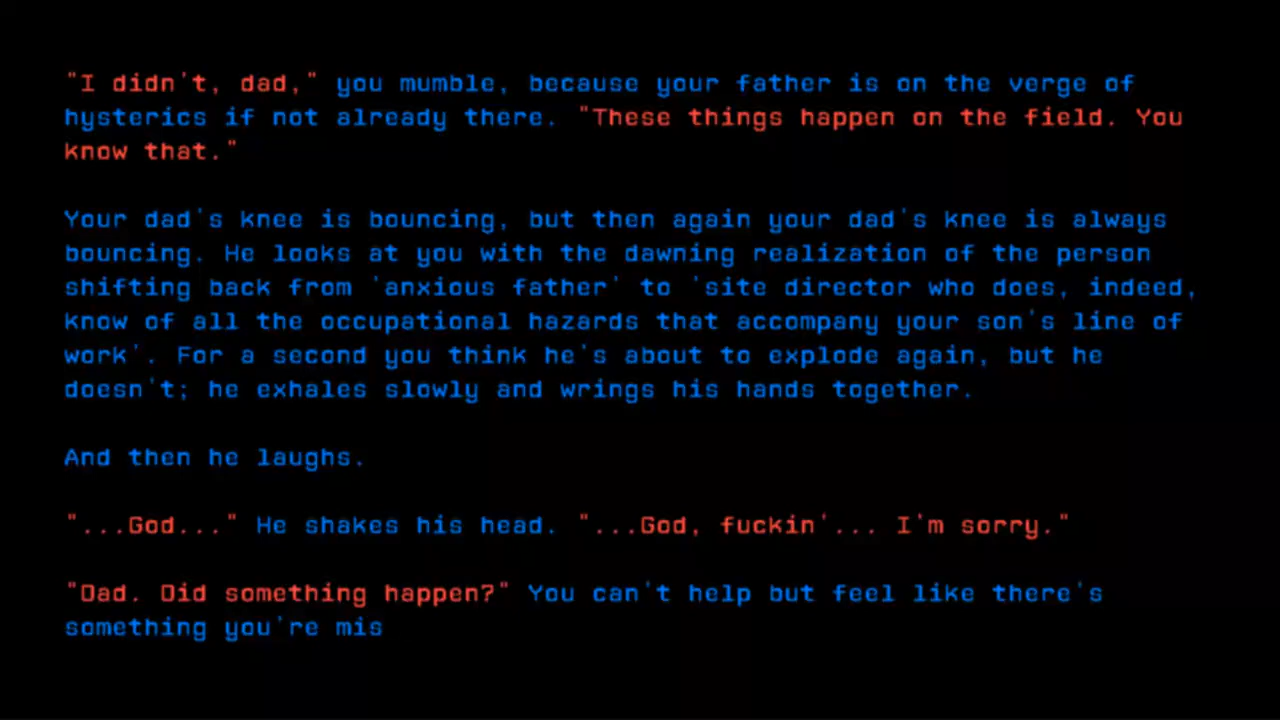 "I didn't, dad," you mumble, because your father is on the verge of
hysterics if not already there. "These things happen on the field. You
know that."
Your dad's knee is bouncing, but then again your dad's knee is always
bouncing. He looks at you with the dawning realization of the person
shifting back from 'anxious father' to 'site director who does, indeed,
know of all the occupational hazards that accompany your son's line of
work'. For a second you think he's about to explode again, but he
doesn't; he exhales slowly and wrings his hands together.
And then he laughs.
"...God..." He shakes his head. "...God, fuckin'... I'm sorry."
"Dad. Did something happen?" You can't help but feel like there's
something you're mis